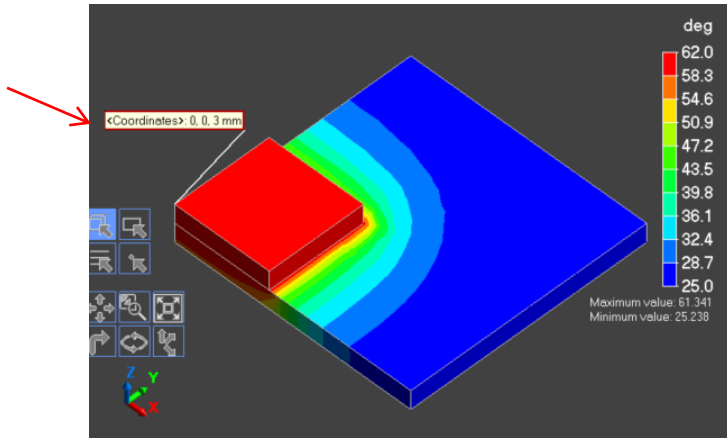 deg
<Coordinates>: 0, 0, 3 mm
62.0
58.3
54.6
50.9
47.2
43.5
39.8
36.1
32.4
28.7
25.0
Maximum value: 61.341
Minimum value: 25.238
Z
Y
X